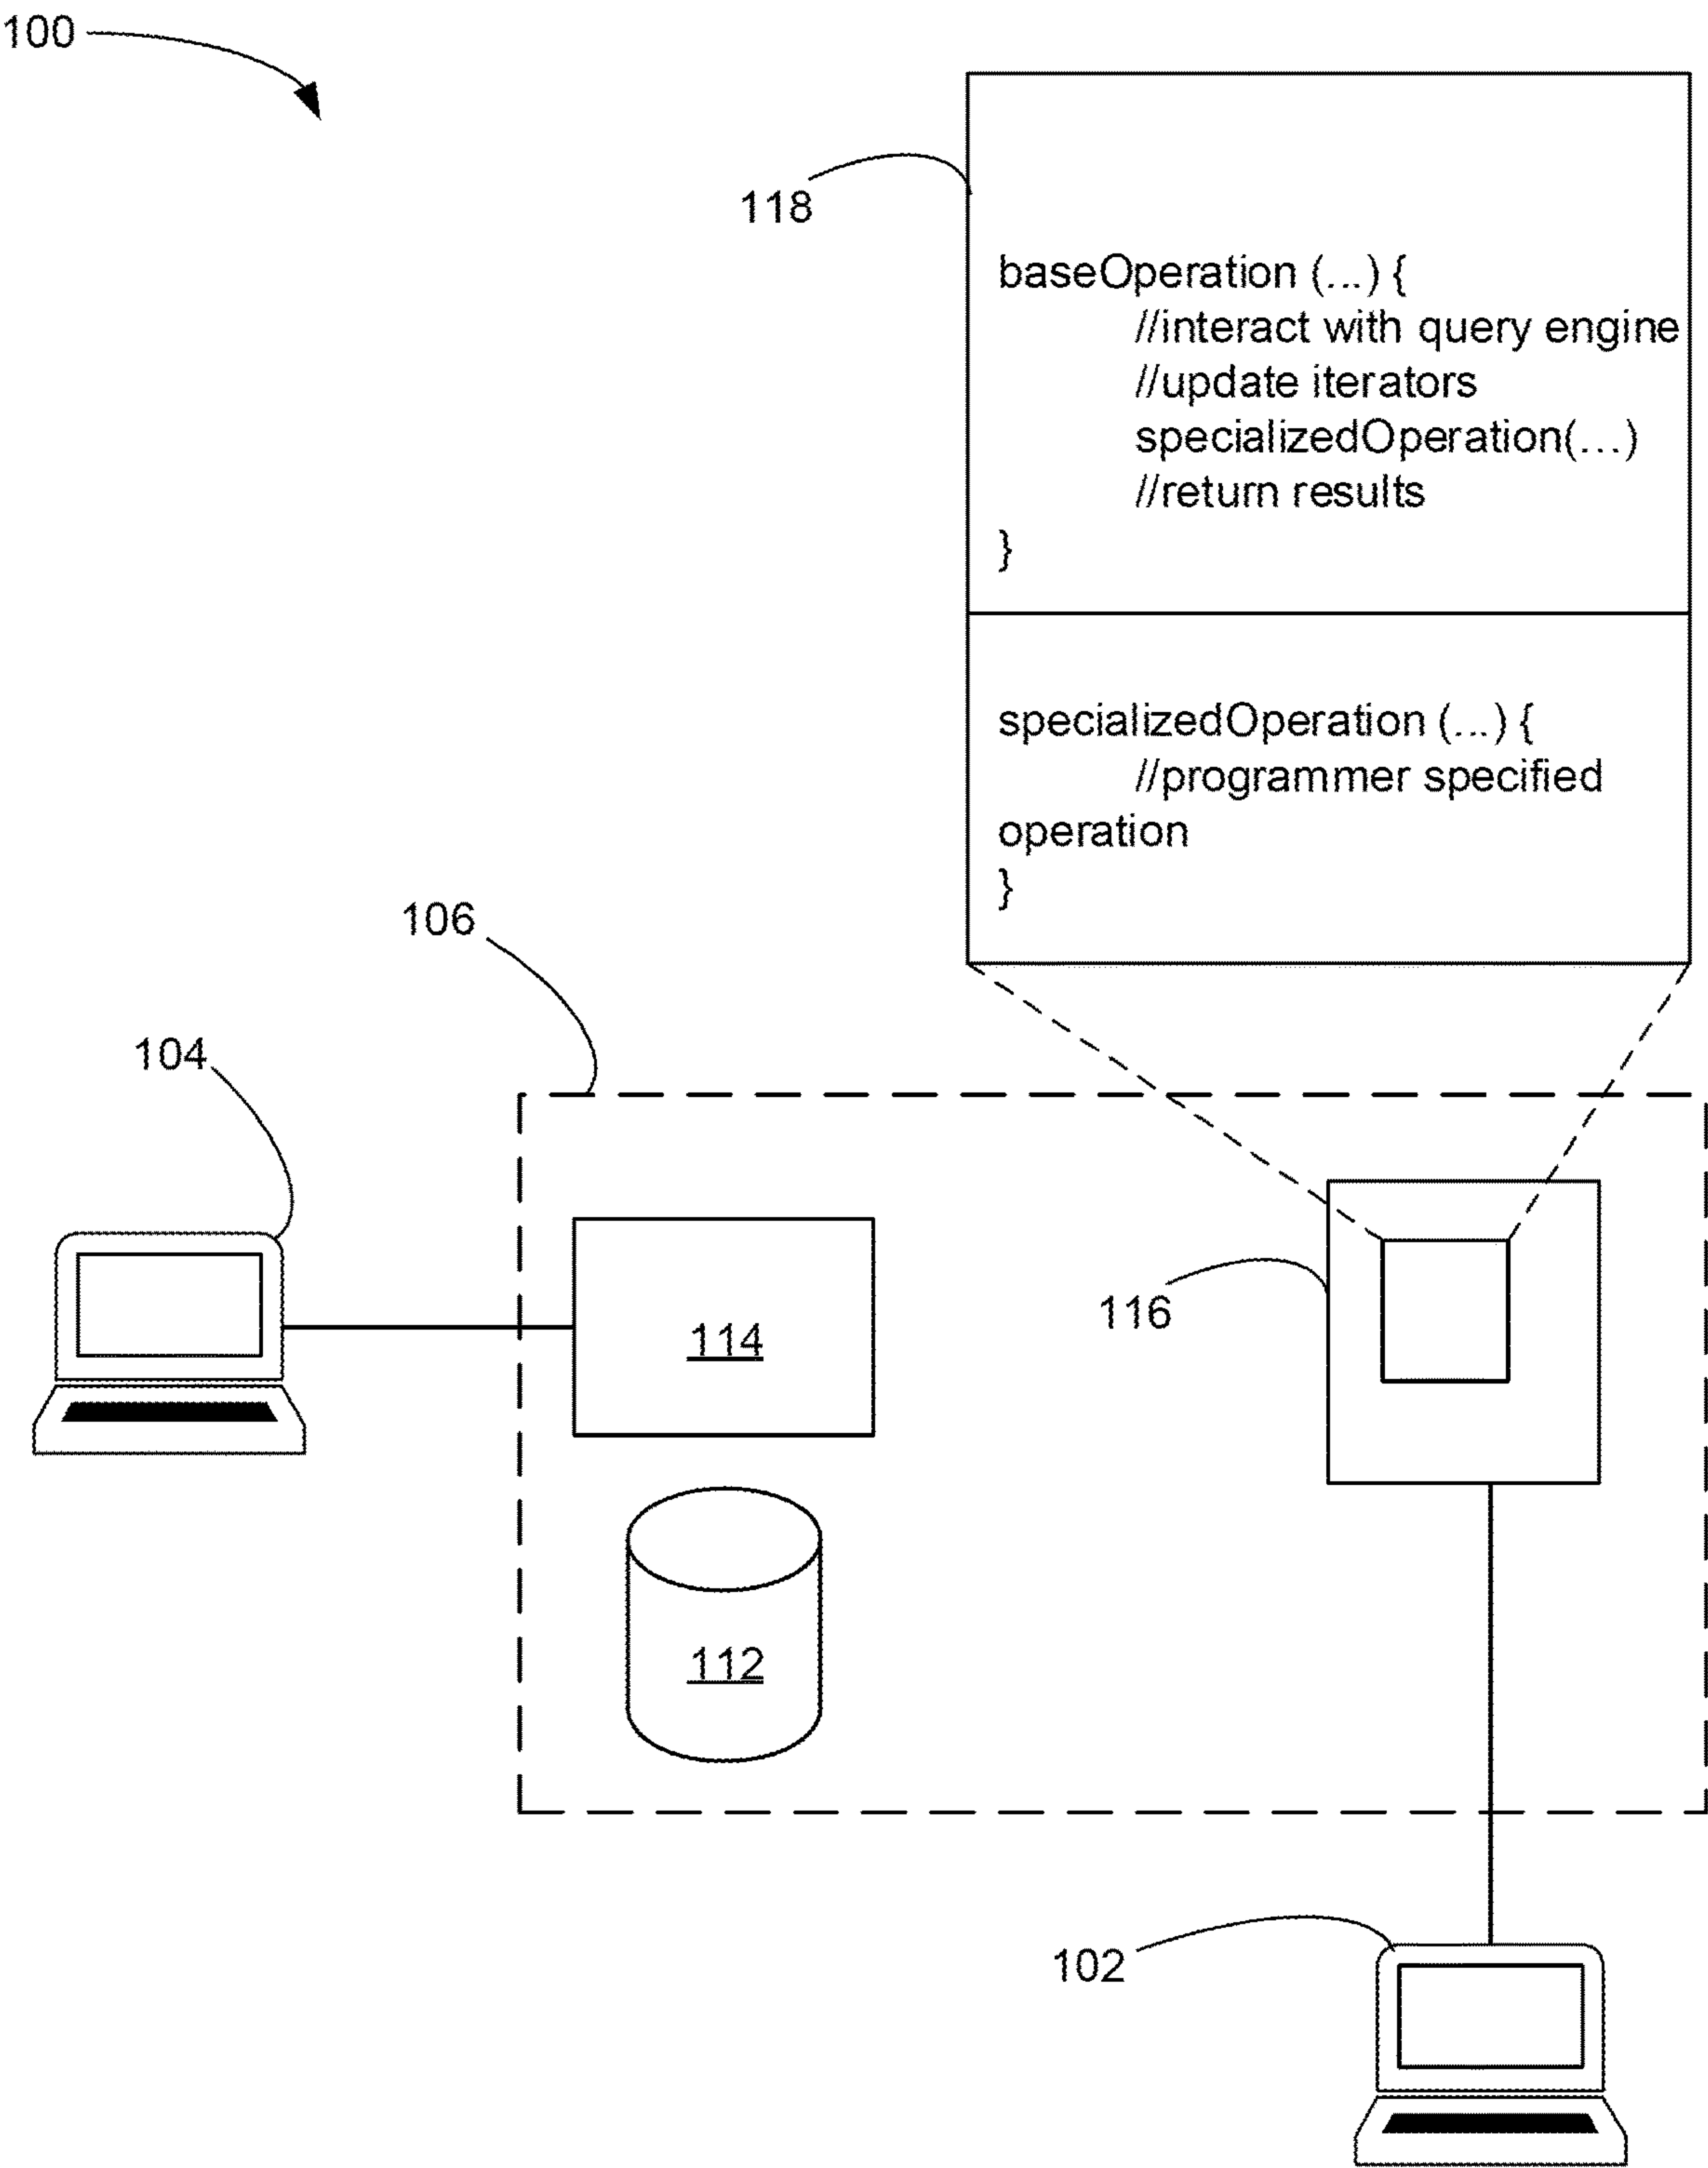 100
118
baseOperation (...) {
//interact with query engine
//update iterators
specializedOperation(...)
//return results
}
specializedOperation (...) {
//programmer specified
operation
}
106
104
114
116
112
102